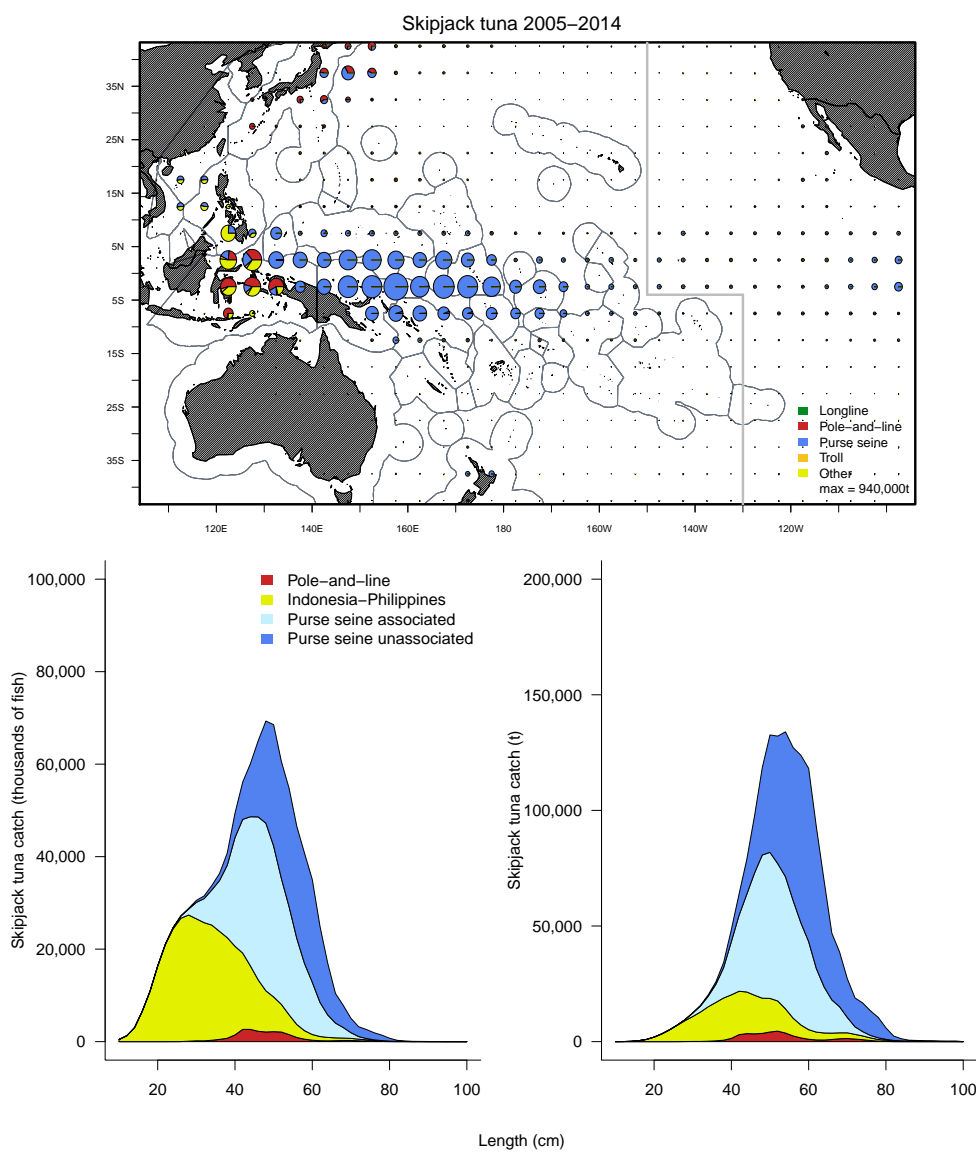 Skipjack tuna 2005−2014
35N
25N
15N
5N
5S
15S
25S
35S
120E
140E
160E
180
160W
140W
120W
Longline
Pole−and−line
Purse seine
Troll
Other
max = 940,000t
Skipjack tuna catch (thousands of fish)
100,000
80,000
60,000
40,000
20,000
0
20
40
60
80
100
Pole−and−line
Indonesia−Philippines
Purse seine associated
Purse seine unassociated
Skipjack tuna catch (t)
200,000
150,000
100,000
50,000
0
20
40
60
80
100
Length (cm)